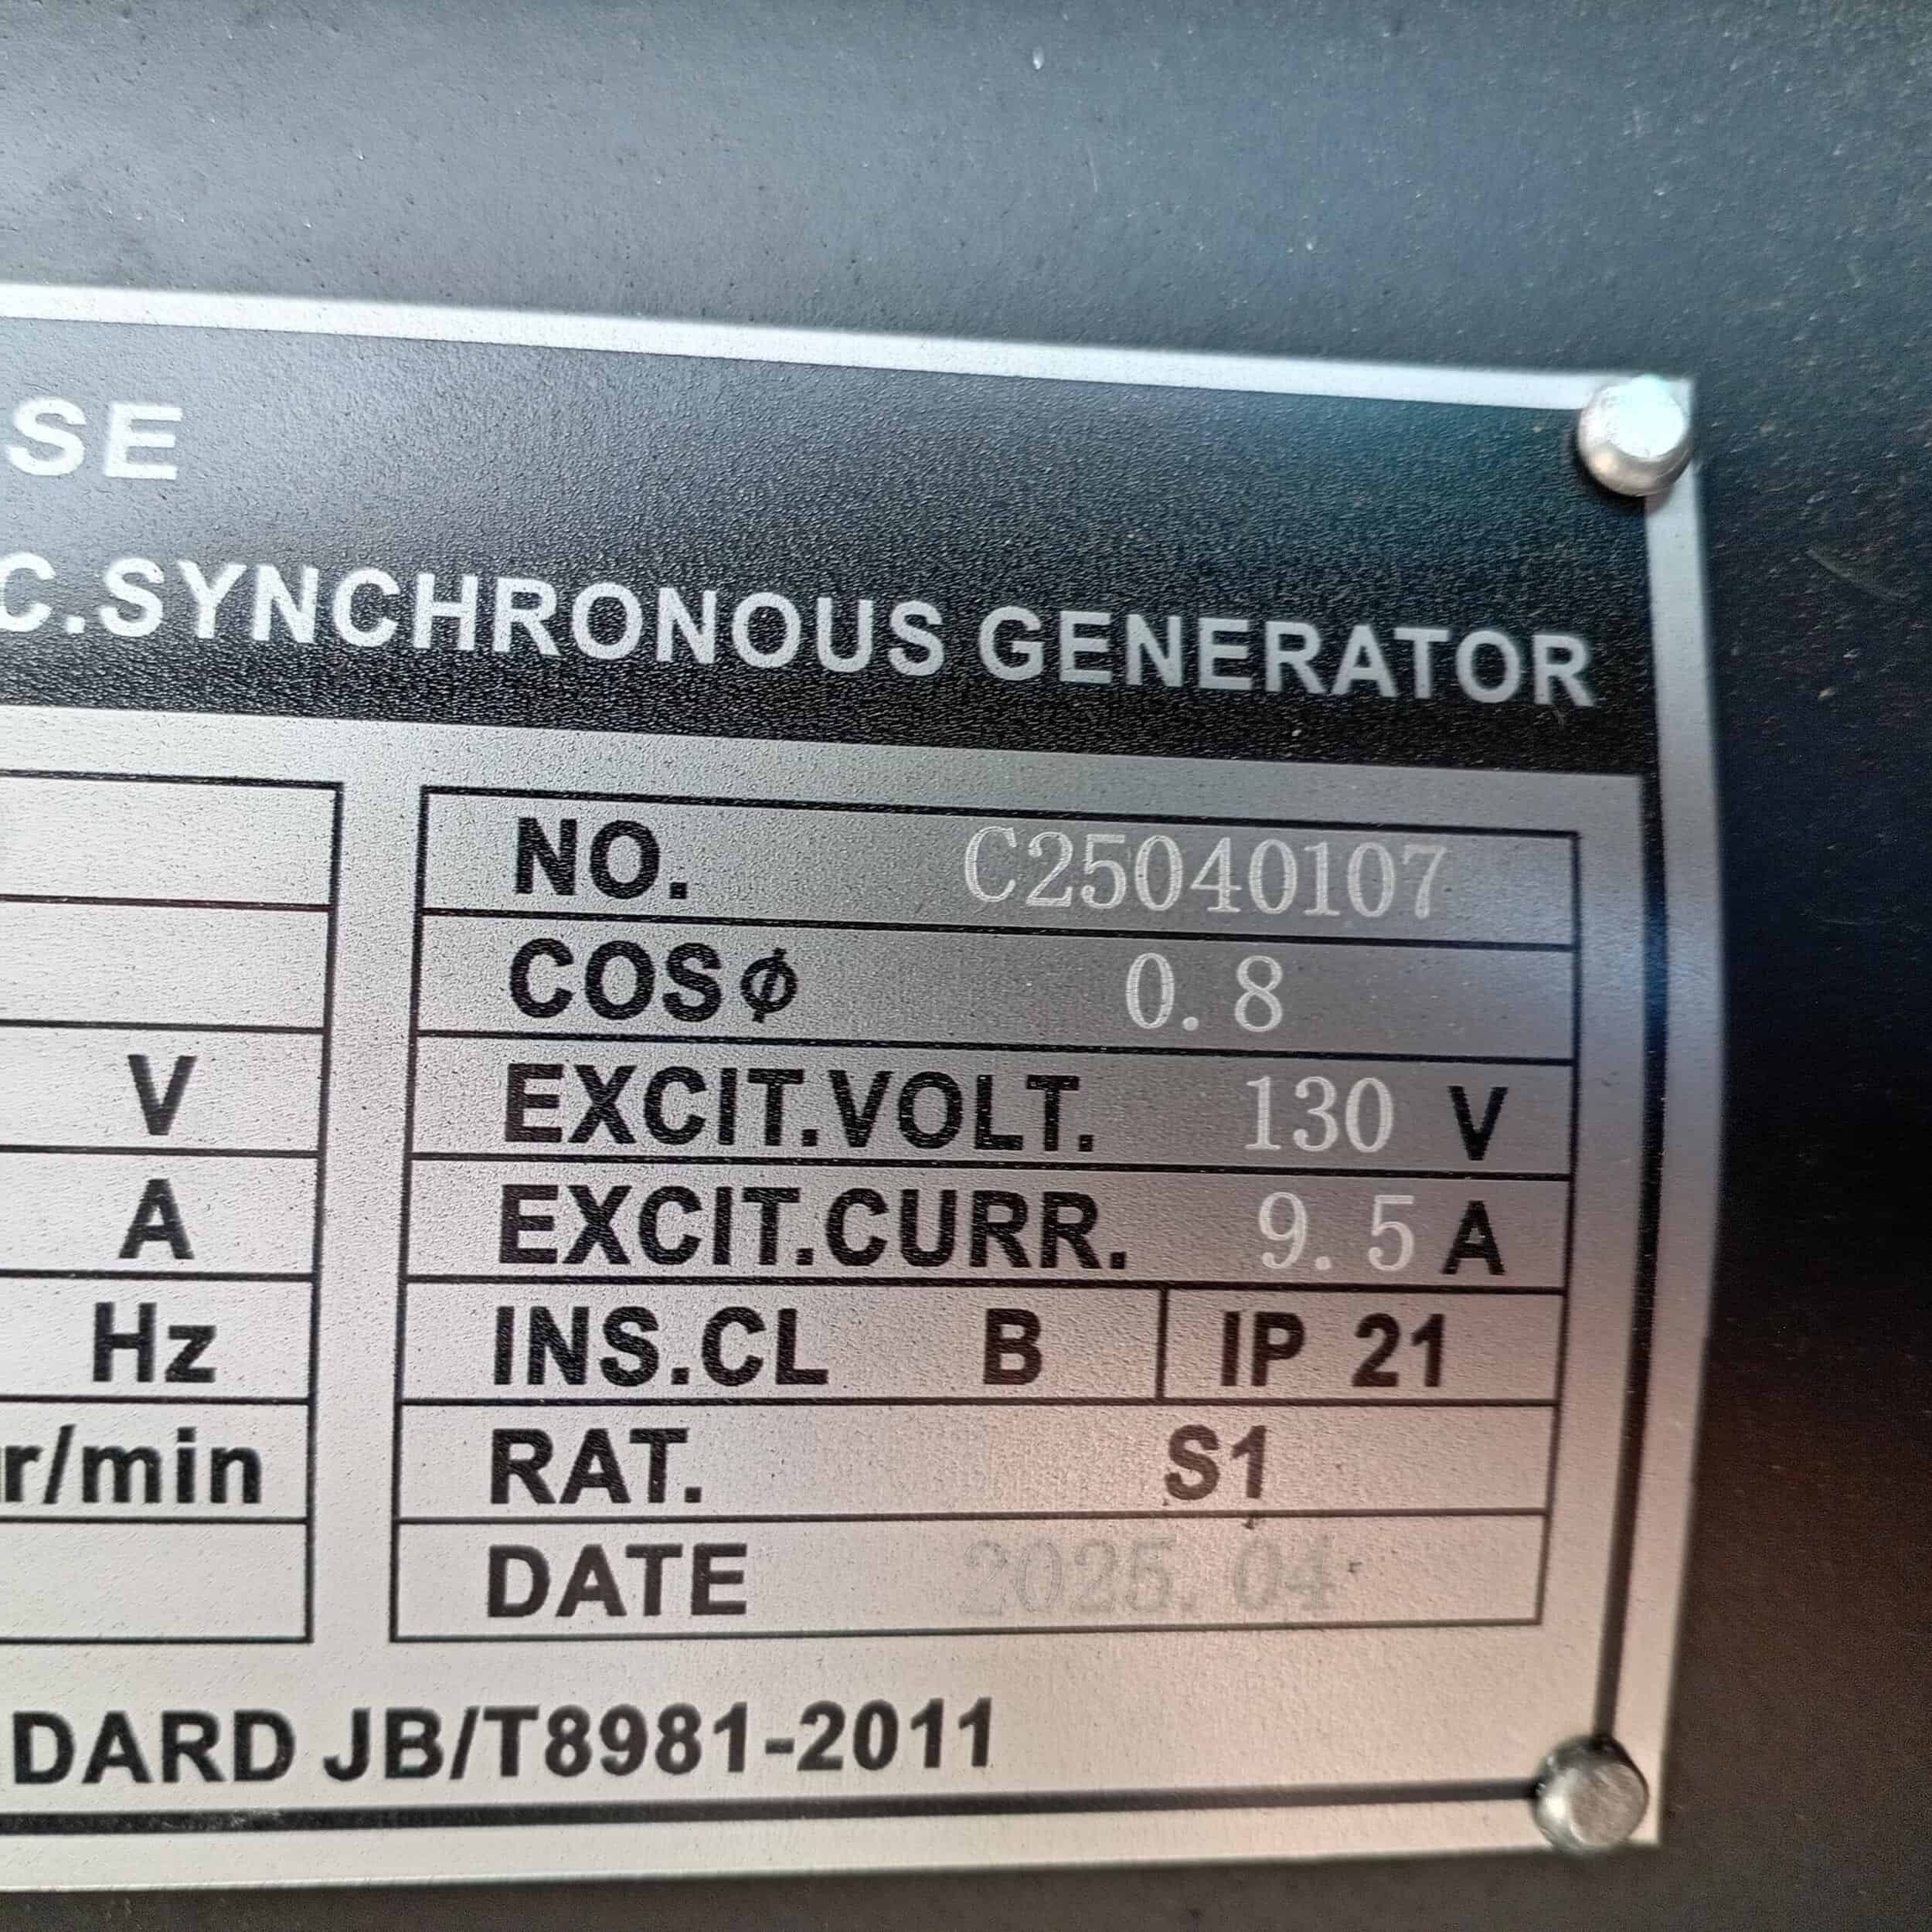 SE
C.SYNCHRONOUS GENERATOR
NO. C25040107
COSϕ 0.8
V EXCIT.VOLT. 130 V
A EXCIT.CURR. 9.5 A
Hz INS.CL B IP 21
r/min RAT. S1
DATE 2025.04
DARD JB/T8981-2011